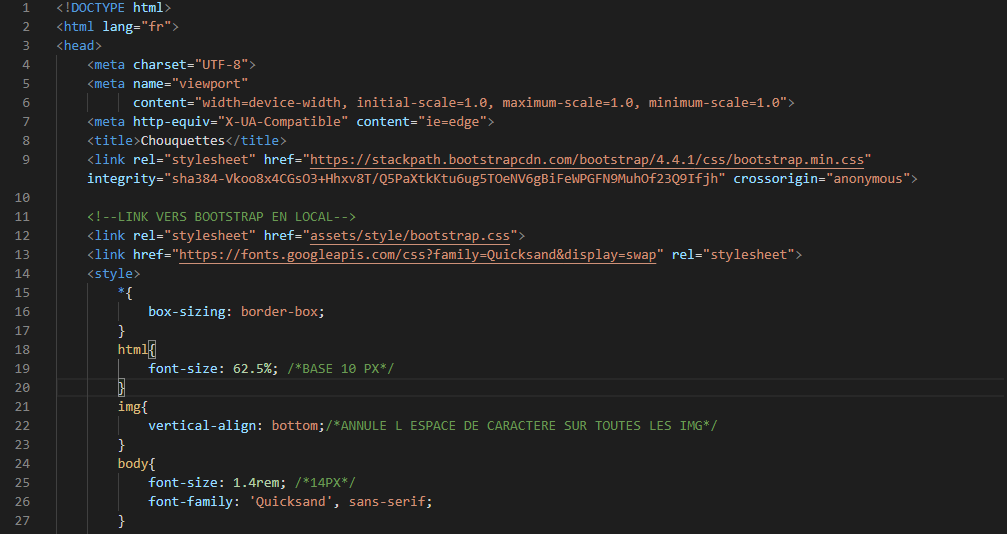 1 <!DOCTYPE html>
2 <html lang="fr">
3 <head>
4 <meta charset="UTF-8">
5 <meta name="viewport"
6 content="width=device-width, initial-scale=1.0, maximum-scale=1.0, minimum-scale=1.0">
7 <meta http-equiv="X-UA-Compatible" content="ie=edge">
8 <title>Chouquettes</title>
9 <link rel="stylesheet" href="https://stackpath.bootstrapcdn.com/bootstrap/4.4.1/css/bootstrap.min.css"
integrity="sha384-Vkoo8x4CGsO3+Hhxv8T/Q5PaXtkKtu6ug5TOeNV6gBiFeWPGFN9MuhOf23Q9Ifjh" crossorigin="anonymous">
10
11 <!--LINK VERS BOOTSTRAP EN LOCAL-->
12 <link rel="stylesheet" href="assets/style/bootstrap.css">
13 <link href="https://fonts.googleapis.com/css?family=Quicksand&display=swap" rel="stylesheet">
14 <style>
15 *{
16 box-sizing: border-box;
17 }
18 html{
19 font-size: 62.5%; /*BASE 10 PX*/
20 }
21 img{
22 vertical-align: bottom;/*ANNULE L ESPACE DE CARACTERE SUR TOUTES LES IMG*/
23 }
24 body{
25 font-size: 1.4rem; /*14PX*/
26 font-family: 'Quicksand', sans-serif;
27 }